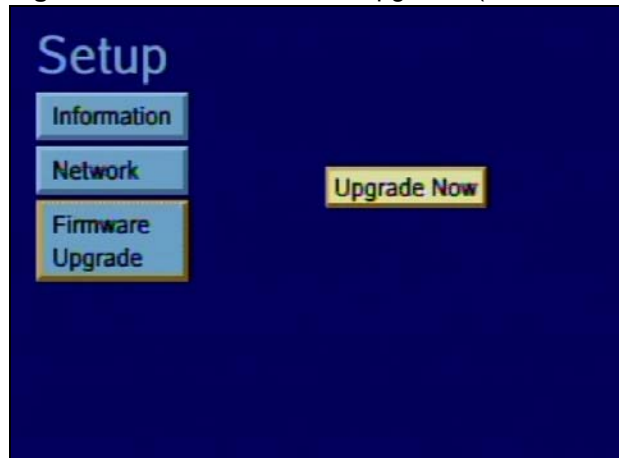 Setup
Information
Network
Upgrade Now
Firmware
Upgrade